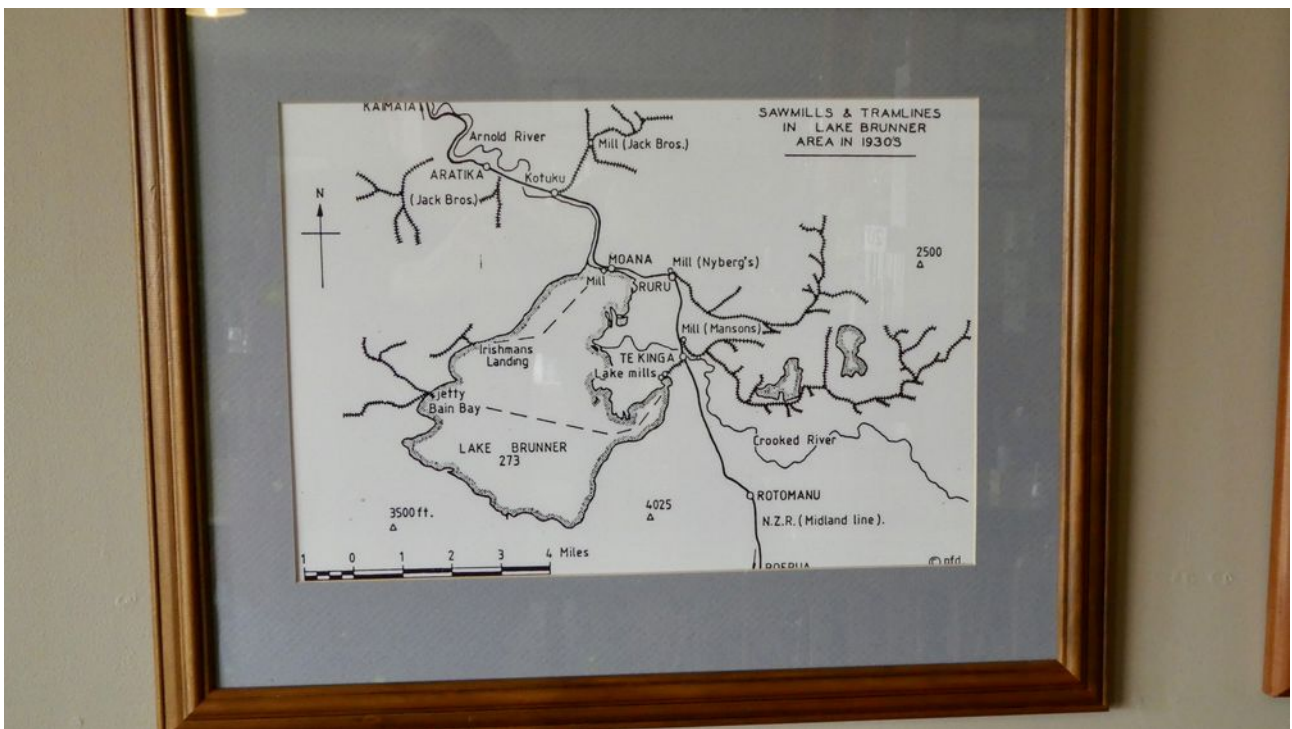 SAWMILLS & TRAMLINES
IN LAKE BRUNNER
AREA IN 1930'S
KAIMATA
Arnold River
Mill (Jack Bros.)
ARATIKA
Kotuku
(Jack Bros.)
N
2500
MOANA
Mill (Nyberg's)
Mill
RURU
Mill (Mansons)
Irishmans
Landing
TE KINGA
Lake mills
jetty
Bain Bay
Crooked River
LAKE BRUNNER
273
ROTOMANU
3500 ft.
4025
N.Z.R. (Midland line).
1 0 1 2 3 4 Miles
POERUA
©